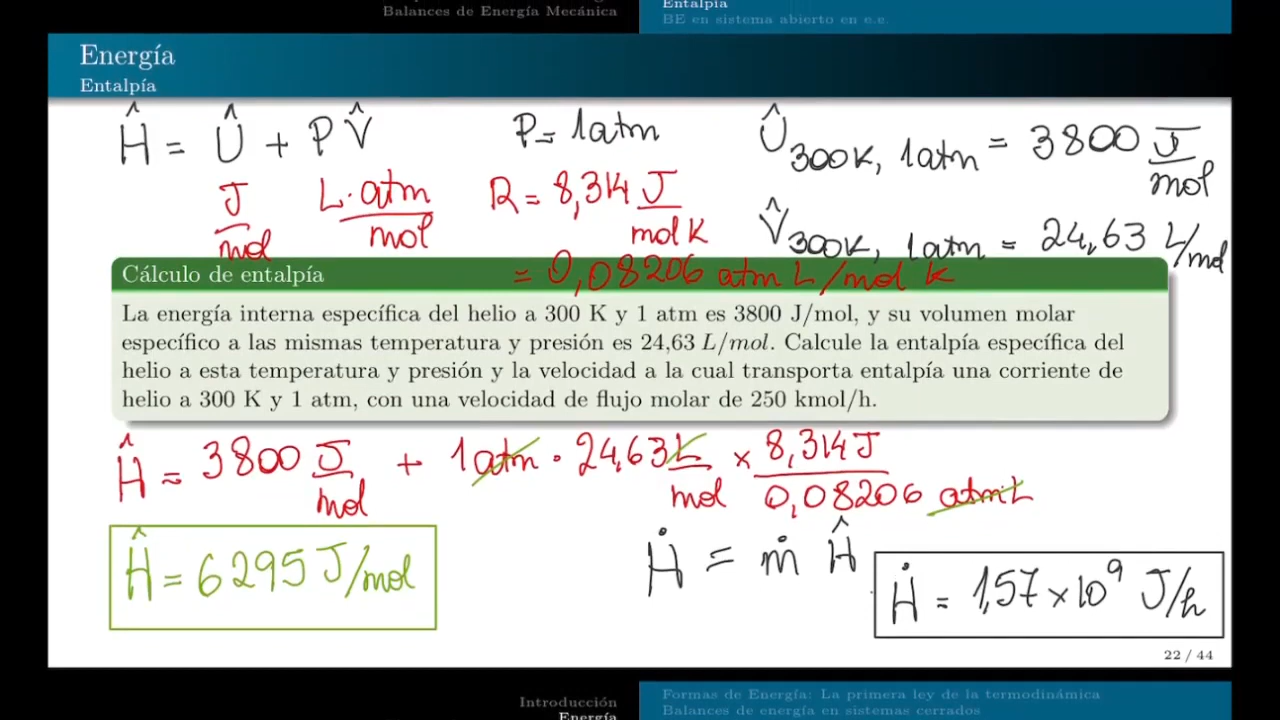 Balances de Energía Mecánica
Entalpía
BE en sistema abierto en e.e.
Energía
Entalpía
Ĥ = Û + P V̂
P = 1 atm
Û 300K, 1atm = 3800 J/mol
J/mol
L·atm/mol
R = 8,314 J/mol K
V̂ 300K, 1atm = 24,63 L/mol
Cálculo de entalpía
= 0,08206 atm L/mol K
La energía interna específica del helio a 300 K y 1 atm es 3800 J/mol, y su volumen molar
específico a las mismas temperatura y presión es 24,63 L/mol. Calcule la entalpía específica del
helio a esta temperatura y presión y la velocidad a la cual transporta entalpía una corriente de
helio a 300 K y 1 atm, con una velocidad de flujo molar de 250 kmol/h.
Ĥ = 3800 J/mol + 1 atm · 24,63 L/mol × 8,314 J/0,08206 atm L
Ĥ = 6295 J/mol
Ḣ = ṁ Ĥ
Ḣ = 1,57 × 10⁹ J/h
22 / 44
Introducción
Energía
Formas de Energía: La primera ley de la termodinámica
Balances de energía en sistemas cerrados